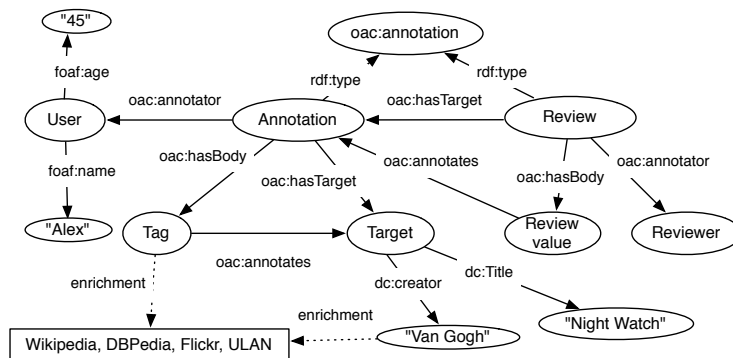 "45"
oac:annotation
foaf:age
rdf:type
rdf:type
oac:annotator
oac:hasTarget
User
Annotation
Review
oac:hasBody
oac:annotates
oac:annotator
foaf:name
oac:hasTarget
oac:hasBody
"Alex"
Tag
Target
Review
value
Reviewer
oac:annotates
dc:Title
enrichment
dc:creator
enrichment
"Night Watch"
Wikipedia, DBPedia, Flickr, ULAN
"Van Gogh"